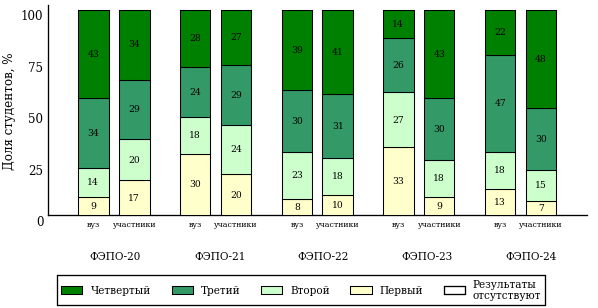 Доля студентов, %
100
75
50
25
0
43 34 28 27 39 41 14 43 22 48
34 29 24 29 30 31 26 30 47 30
14 20 18 24 23 18 27 18 18 15
9 17 30 20 8 10 33 9 13 7
вуз участники вуз участники вуз участники вуз участники вуз участники
ФЭПО-20 ФЭПО-21 ФЭПО-22 ФЭПО-23 ФЭПО-24
Четвертый Третий Второй Первый Результаты
отсутствуют